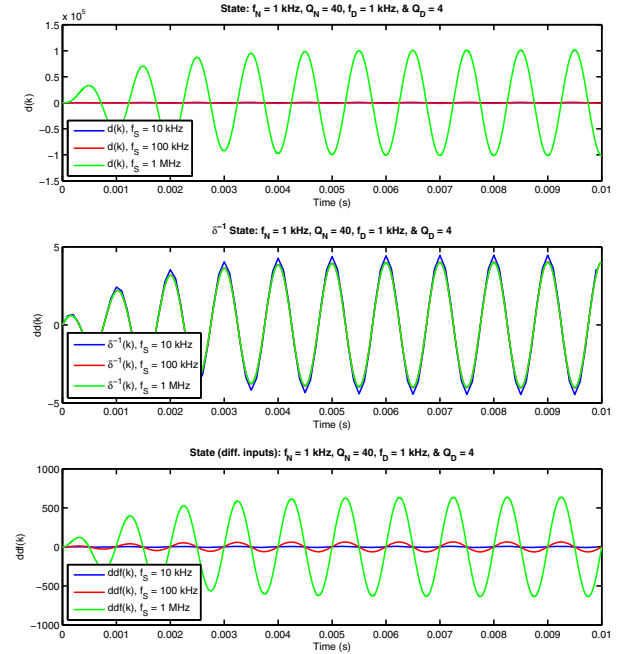 State: f_N = 1 kHz, Q_N = 40, f_D = 1 kHz, & Q_D = 4
x 10^5
1.5
1
0.5
0
−0.5
−1
−1.5
d(k)
d(k), f_S = 10 kHz
d(k), f_S = 100 kHz
d(k), f_S = 1 MHz
0 0.001 0.002 0.003 0.004 0.005 0.006 0.007 0.008 0.009 0.01
Time (s)
δ^−1 State: f_N = 1 kHz, Q_N = 40, f_D = 1 kHz, & Q_D = 4
5
0
−5
dd(k)
δ^−1(k), f_S = 10 kHz
δ^−1(k), f_S = 100 kHz
δ^−1(k), f_S = 1 MHz
0 0.001 0.002 0.003 0.004 0.005 0.006 0.007 0.008 0.009 0.01
Time (s)
State (diff. inputs): f_N = 1 kHz, Q_N = 40, f_D = 1 kHz, & Q_D = 4
1000
500
0
−500
−1000
ddf(k)
ddf(k), f_S = 10 kHz
ddf(k), f_S = 100 kHz
ddf(k), f_S = 1 MHz
0 0.001 0.002 0.003 0.004 0.005 0.006 0.007 0.008 0.009 0.01
Time (s)